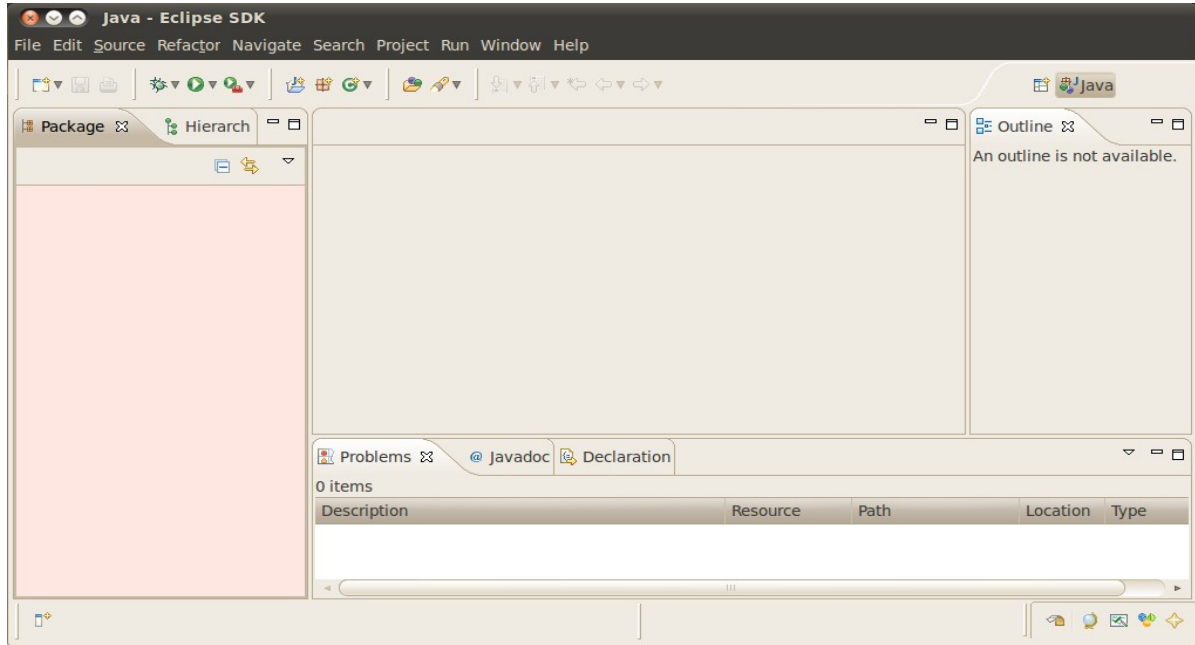 Java - Eclipse SDK
File Edit Source Refactor Navigate Search Project Run Window Help
Java
Package Hierarch
Outline
An outline is not available.
Problems @ Javadoc Declaration
0 items
Description Resource Path Location Type